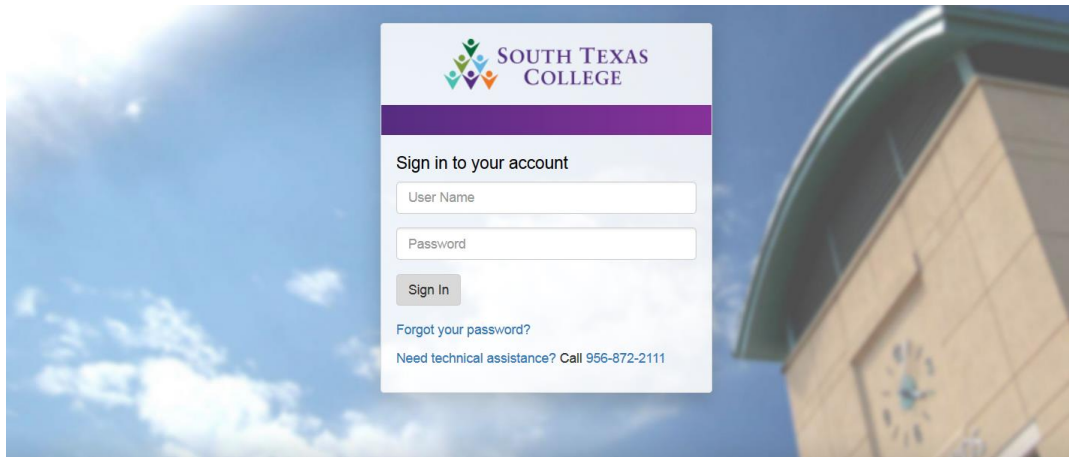 SOUTH TEXAS
COLLEGE
Sign in to your account
User Name
Password
Sign In
Forgot your password?
Need technical assistance? Call 956-872-2111